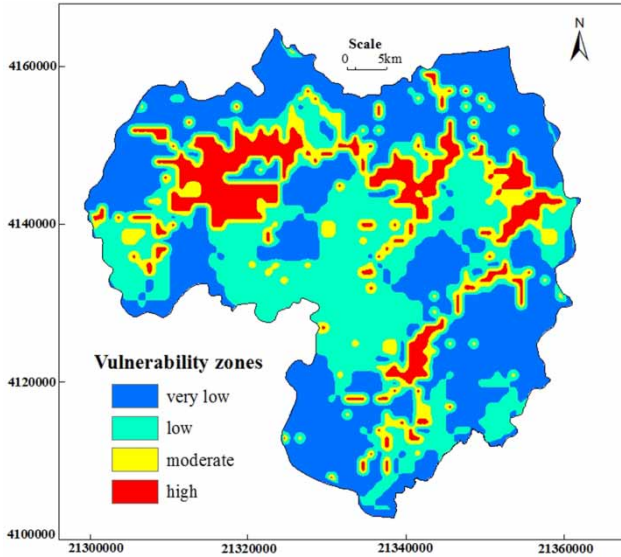 N
Scale
0 5km
4160000
4140000
4120000
4100000
Vulnerability zones
very low
low
moderate
high
21300000 21320000 21340000 21360000